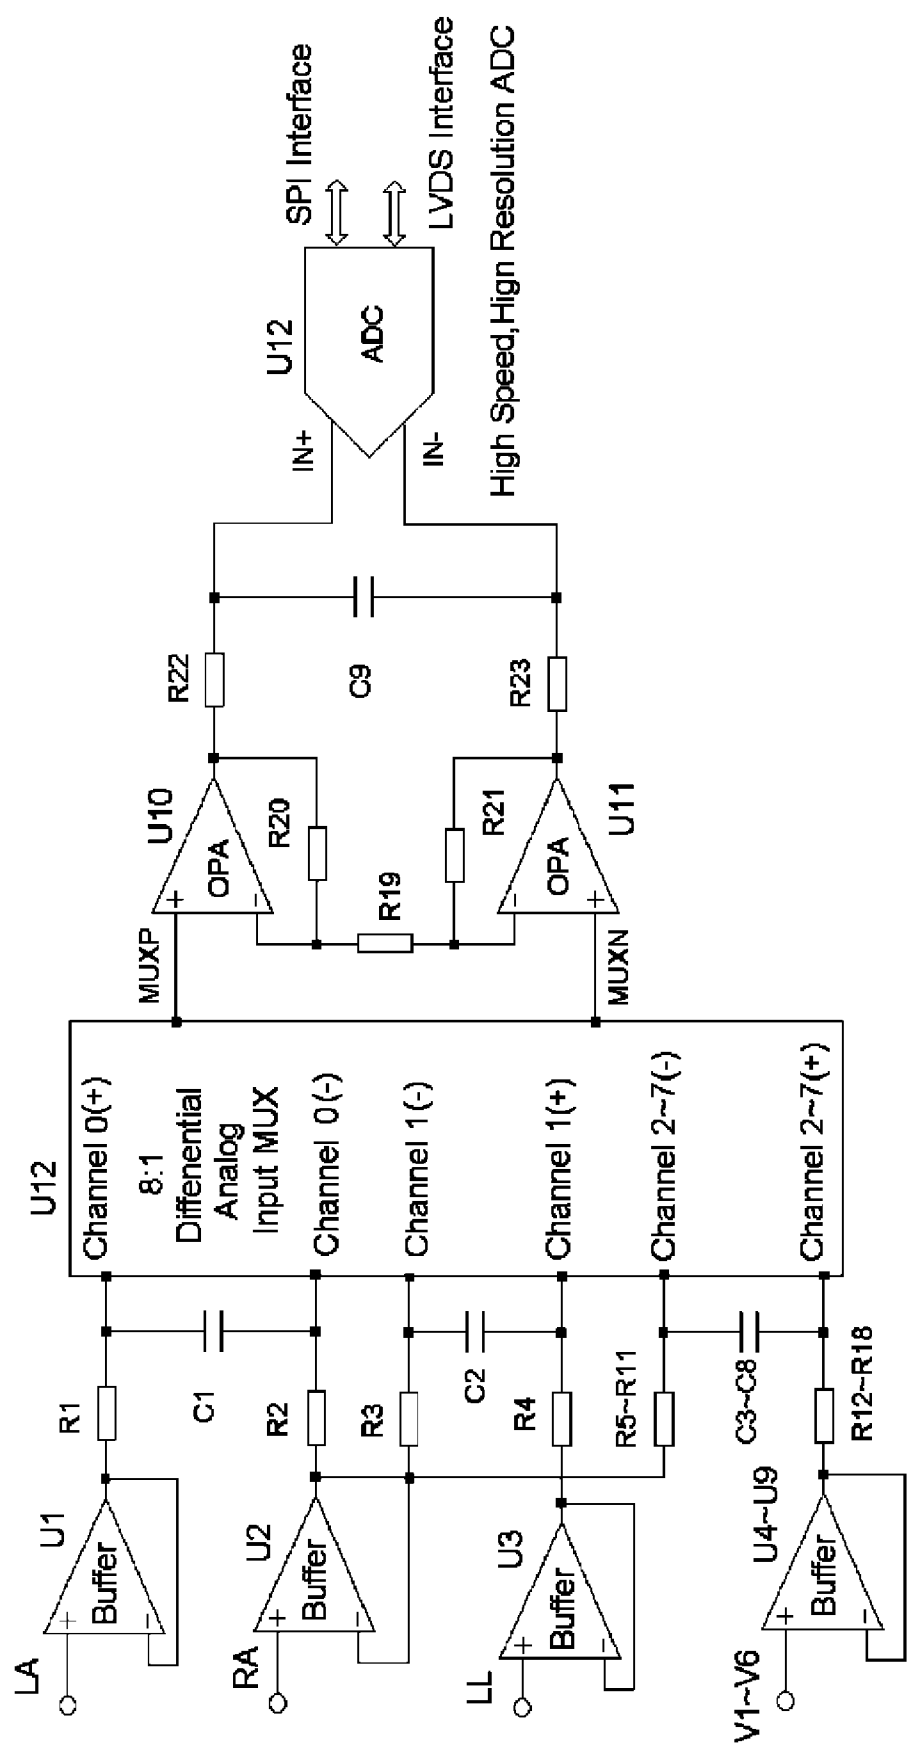 LA
+
-
Buffer
U1
R1
C1
RA
+
-
Buffer
U2
R2
R3
C2
LL
+
-
Buffer
U3
R4
R5~R11
C3~C8
V1~V6
+
-
Buffer
U4~U9
R12~R18
U12
Channel 0(+)
8:1
Diffenential
Analog
Input MUX
Channel 0(-)
Channel 1(-)
Channel 1(+)
Channel 2~7(-)
Channel 2~7(+)
MUXP
MUXN
+
-
OPA
U10
R20
R19
R21
-
+
OPA
U11
R22
C9
R23
IN+
IN-
U12
ADC
SPI Interface
LVDS Interface
High Speed,Hign Resolution ADC